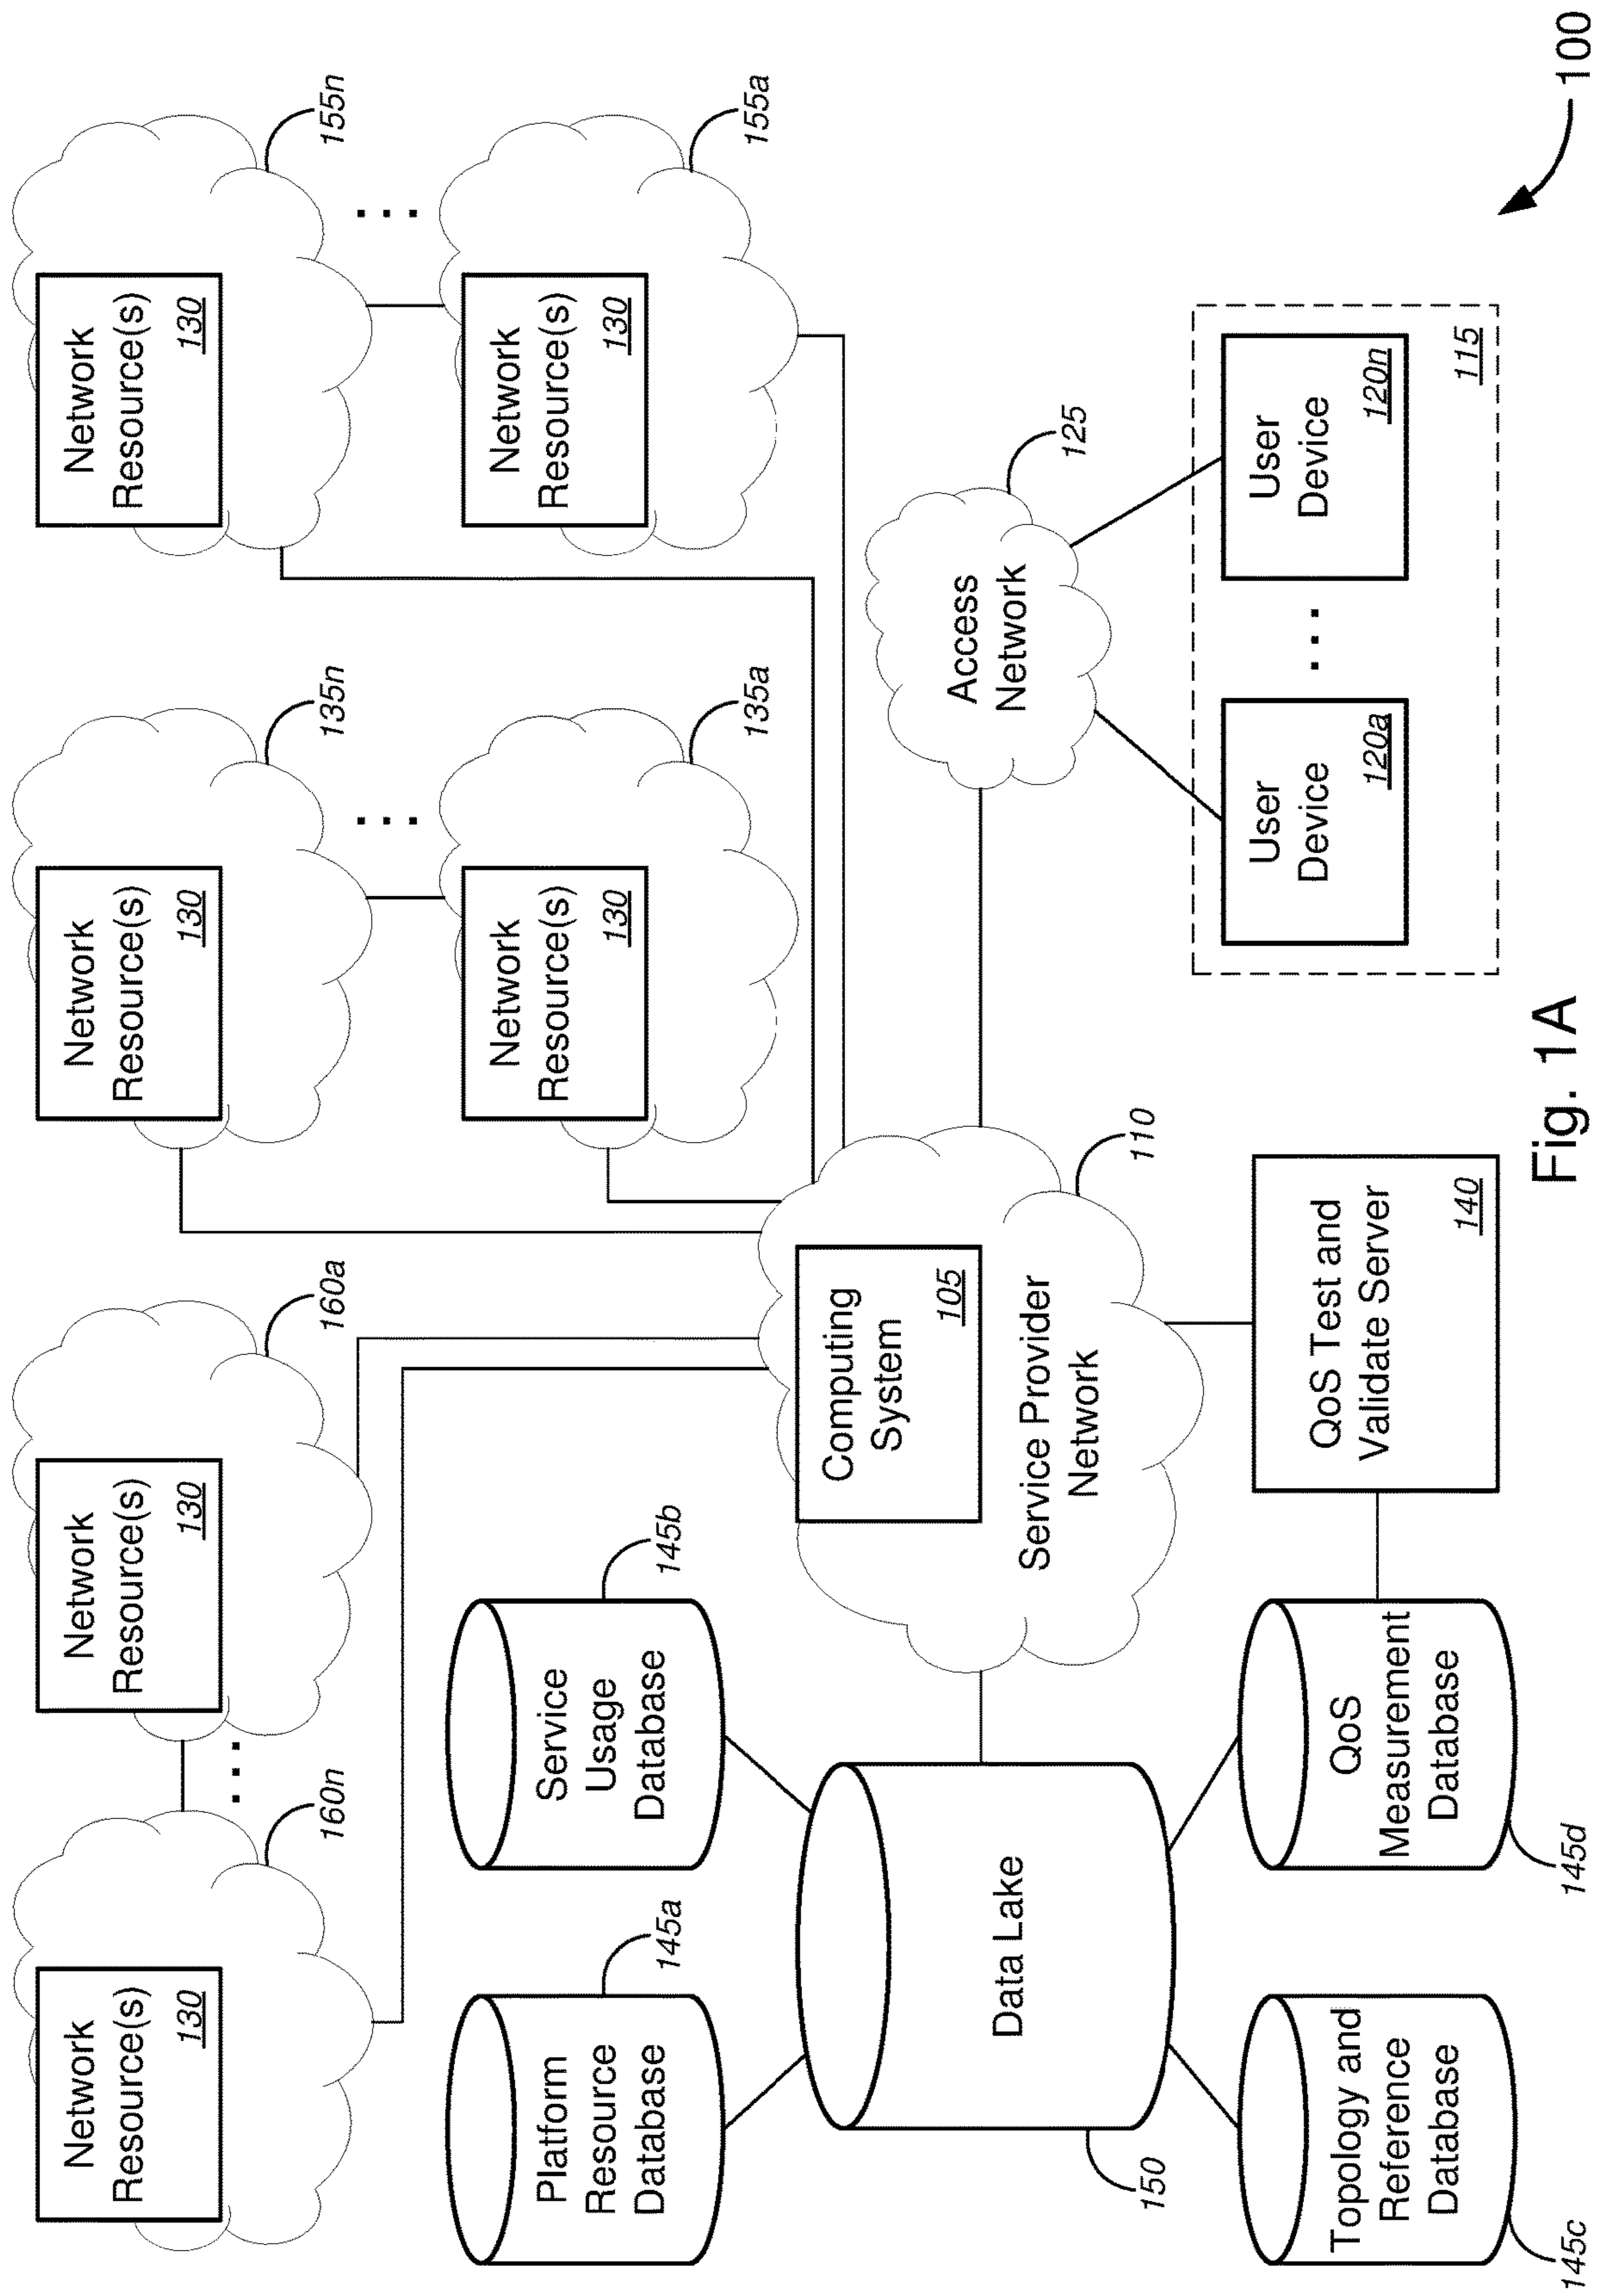 Network
Resource(s)
130
160n
Network
Resource(s)
130
160a
Network
Resource(s)
130
135n
Network
Resource(s)
130
155n
Platform
Resource
Database
145a
Service
Usage
Database
145b
Network
Resource(s)
130
135a
Network
Resource(s)
130
155a
Data Lake
150
Computing
System
105
Service Provider
Network
110
Access
Network
125
Topology and
Reference
Database
145c
QoS
Measurement
Database
145d
QoS Test and
Validate Server
140
User
Device
120a
User
Device
120n
115
Fig. 1A
100